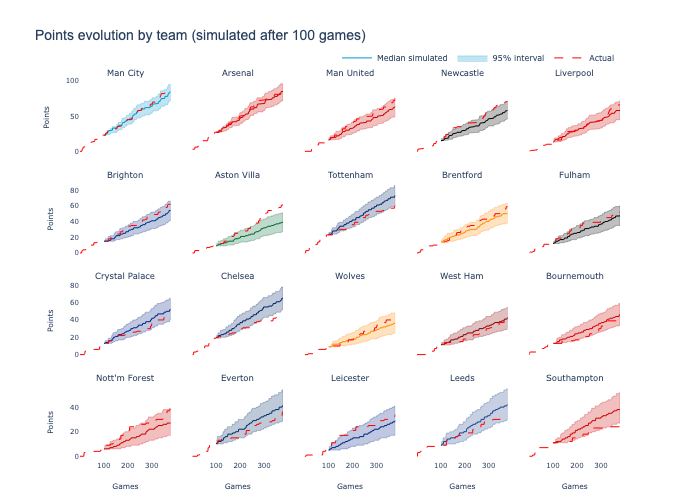 Points evolution by team (simulated after 100 games)
Median simulated 95% interval Actual
Man City Arsenal Man United Newcastle Liverpool
100
50
0
Points
Brighton Aston Villa Tottenham Brentford Fulham
80
60
40
20
0
Points
Crystal Palace Chelsea Wolves West Ham Bournemouth
80
60
40
20
0
Points
Nott'm Forest Everton Leicester Leeds Southampton
40
20
0
Points
100 200 300 100 200 300 100 200 300 100 200 300 100 200 300
Games Games Games Games Games